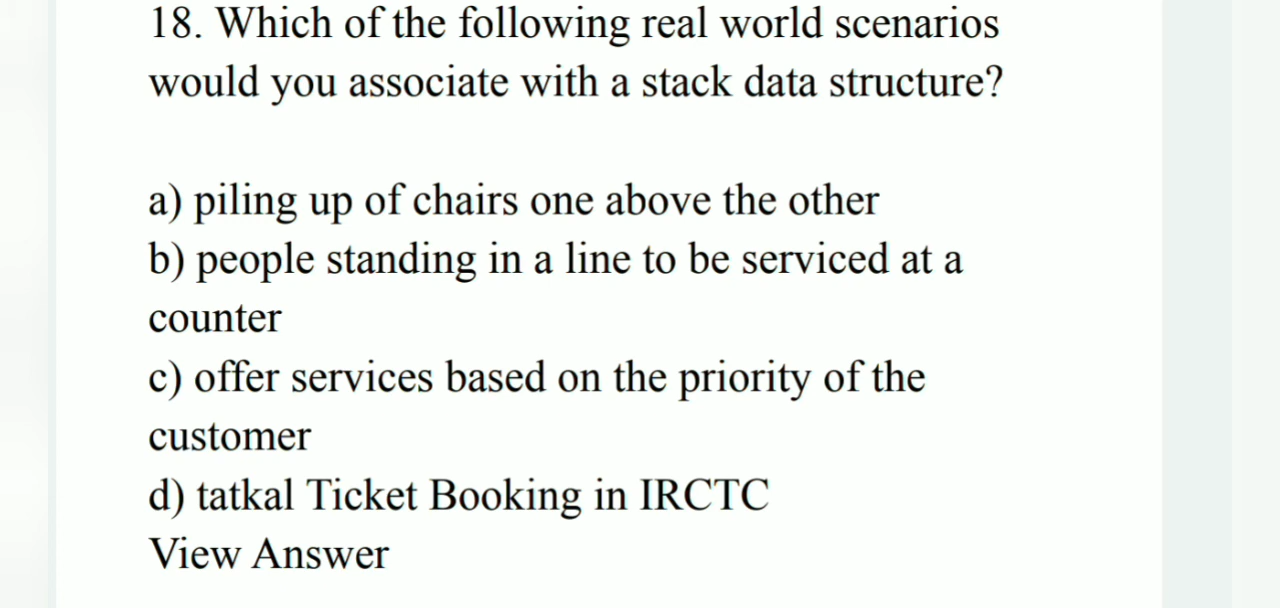 18. Which of the following real world scenarios
would you associate with a stack data structure?
a) piling up of chairs one above the other
b) people standing in a line to be serviced at a
counter
c) offer services based on the priority of the
customer
d) tatkal Ticket Booking in IRCTC
View Answer